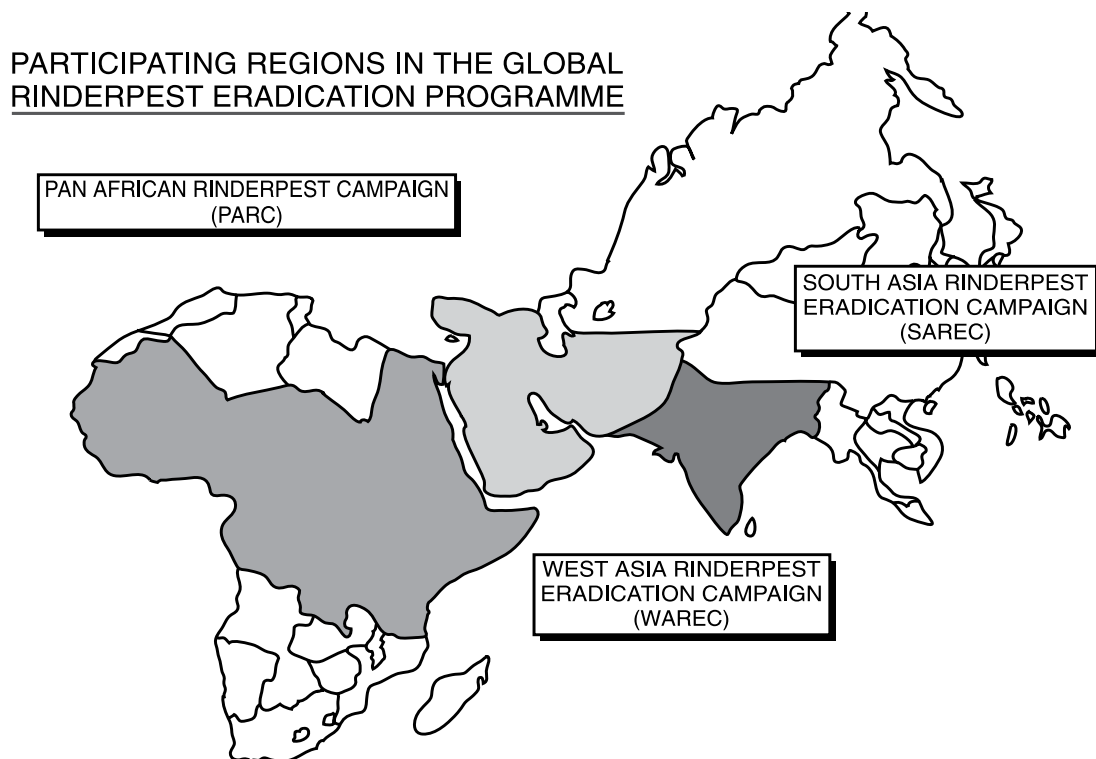 PARTICIPATING REGIONS IN THE GLOBAL
RINDERPEST ERADICATION PROGRAMME
PAN AFRICAN RINDERPEST CAMPAIGN
(PARC)
SOUTH ASIA RINDERPEST
ERADICATION CAMPAIGN
(SAREC)
WEST ASIA RINDERPEST
ERADICATION CAMPAIGN
(WAREC)